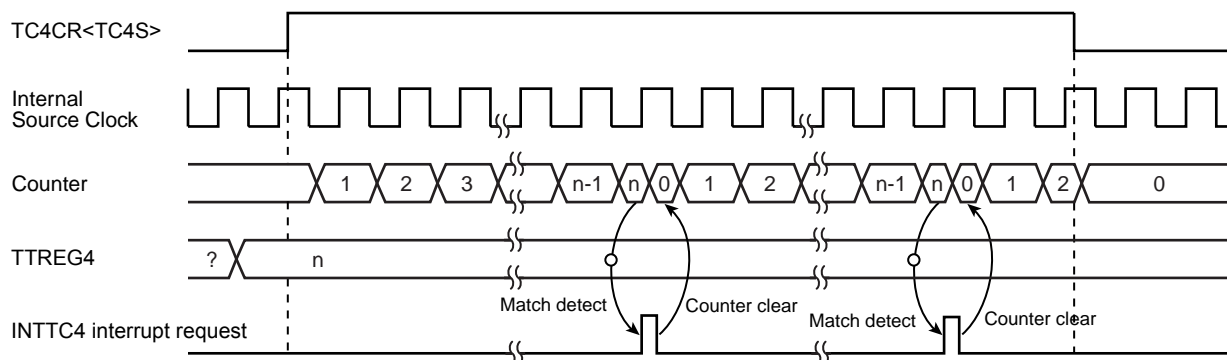 TC4CR<TC4S>
Internal
Source Clock
Counter
1 2 3 n-1 n 0 1 2 n-1 n 0 1 2 0
TTREG4
? n
Match detect Counter clear Match detect Counter clear
INTTC4 interrupt request